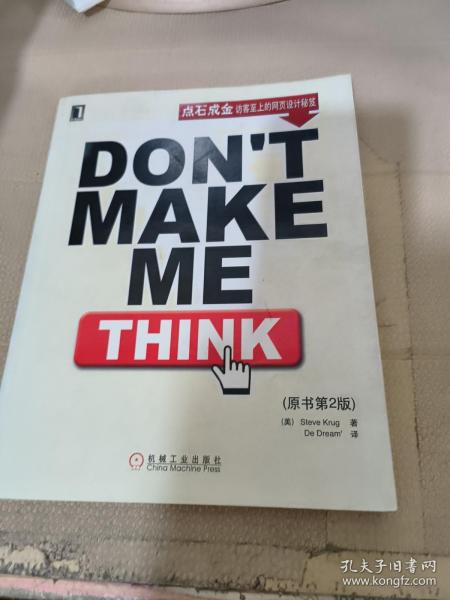 点石成金 访客至上的网页设计秘笈
DON'T
MAKE
ME
THINK
(原书第2版)
(美) Steve Krug 著
De Dream' 译
机械工业出版社
China Machine Press
孔夫子旧书网
www.kongfz.com